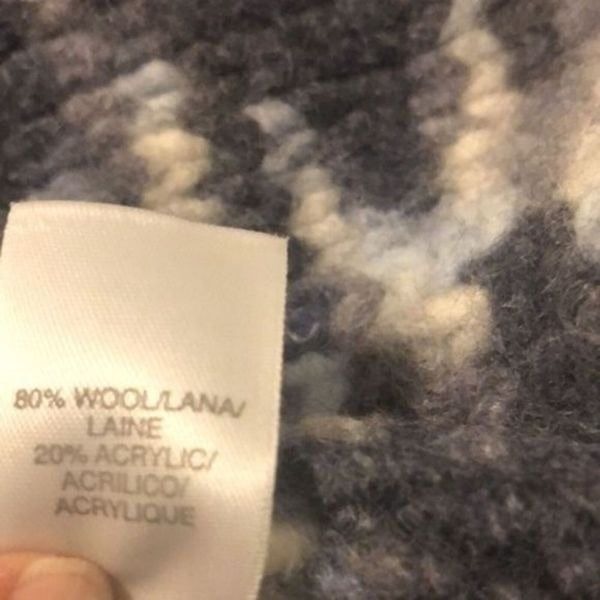 80% WOOL/LANA/
LAINE
20% ACRYLIC/
ACRILICO/
ACRYLIQUE